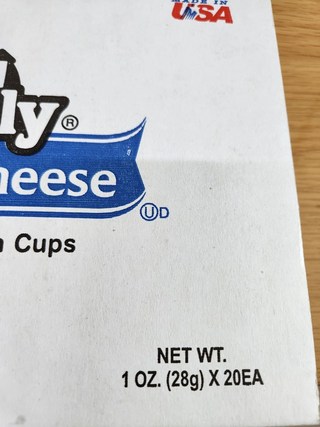 MADE IN
USA
ly®
heese
ⓊD
Cups
NET WT.
1 OZ. (28g) X 20EA